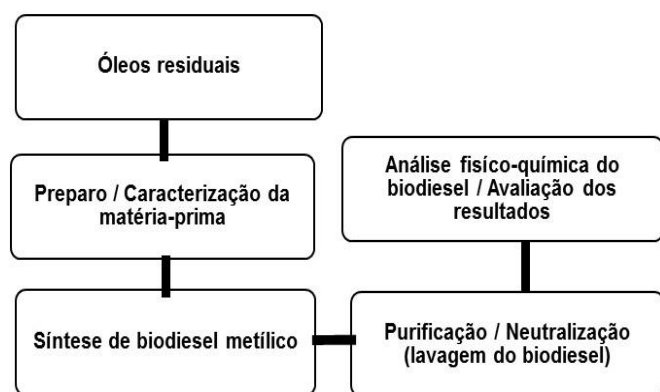 Óleos residuais
Preparo / Caracterização da
matéria-prima
Síntese de biodiesel metílico
Purificação / Neutralização
(lavagem do biodiesel)
Análise fisíco-química do
biodiesel / Avaliação dos
resultados